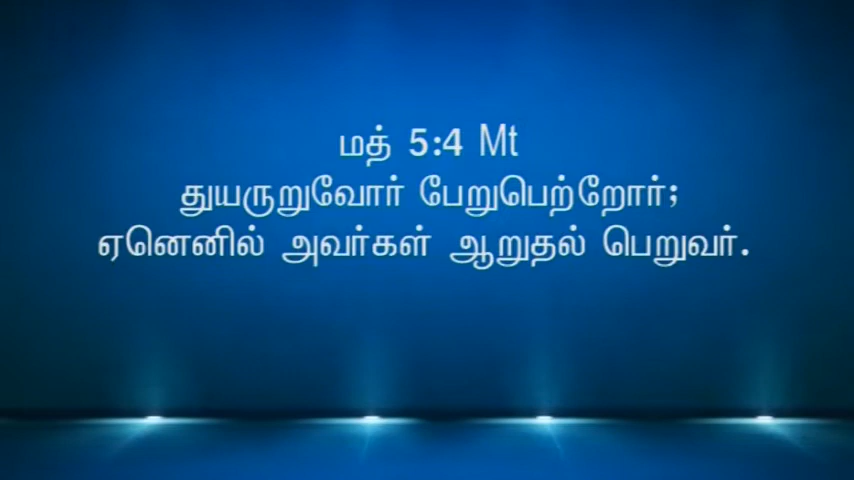 மத் 5:4 Mt
துயருறுவோர் பேறுபெற்றோர்;
ஏனெனில் அவர்கள் ஆறுதல் பெறுவர்.